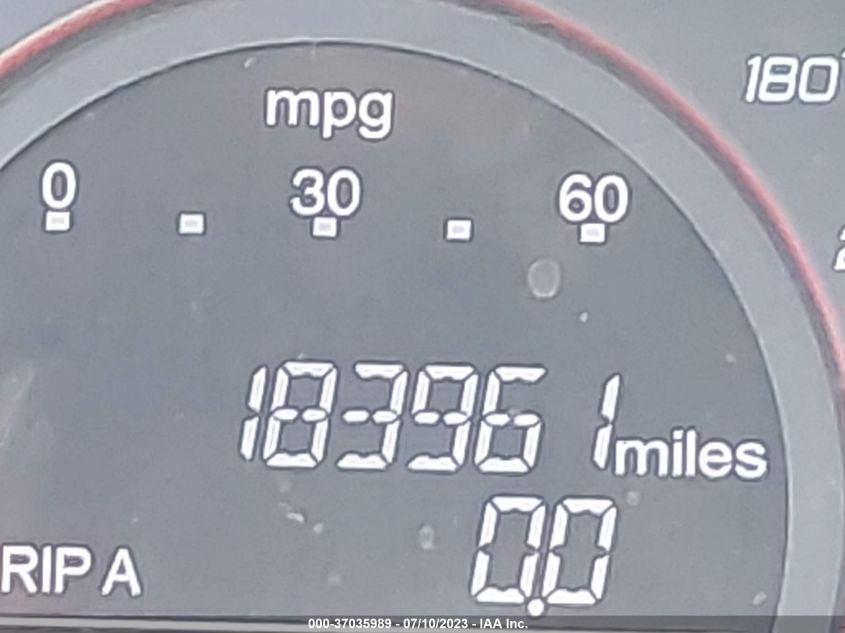 mpg
180
0 30 60
183961 miles
0.0
RIP A
000-37035989 - 07/10/2023 - IAA Inc.